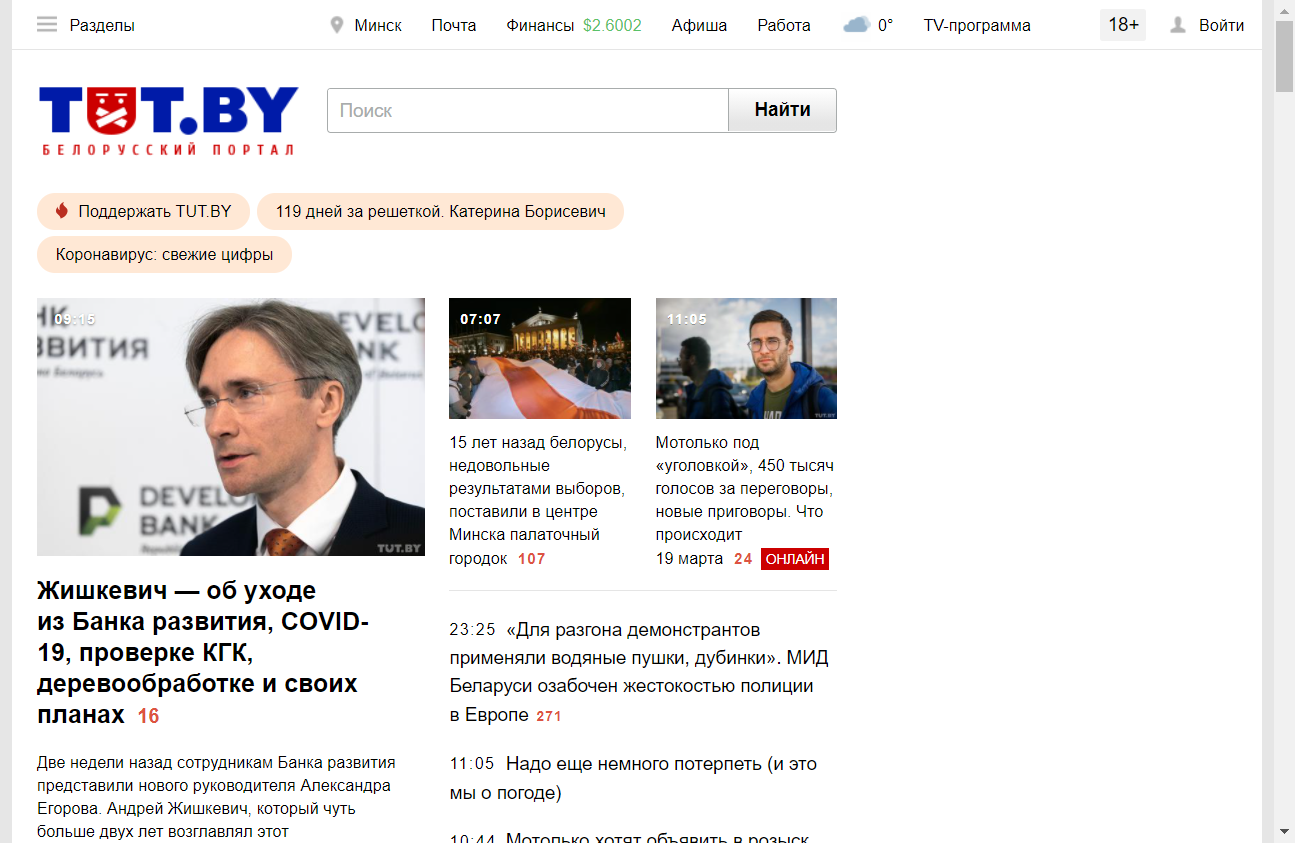 Разделы
Минск
Почта
Финансы $2.6002
Афиша
Работа
0°
TV-программа
18+
Войти
TUT.BY
БЕЛОРУССКИЙ ПОРТАЛ
Поиск
Найти
Поддержать TUT.BY
119 дней за решеткой. Катерина Борисевич
Коронавирус: свежие цифры
09:15
ЗВИТИЯ
DEVELO
BANK
TUT.BY
Жишкевич — об уходе
из Банка развития, COVID-
19, проверке КГК,
деревообработке и своих
планах 16
Две недели назад сотрудникам Банка развития
представили нового руководителя Александра
Егорова. Андрей Жишкевич, который чуть
больше двух лет возглавлял этот
07:07
15 лет назад белорусы,
недовольные
результатами выборов,
поставили в центре
Минска палаточный
городок 107
11:05
TUT.BY
Мотолько под
«уголовкой», 450 тысяч
голосов за переговоры,
новые приговоры. Что
происходит
19 марта 24 ОНЛАЙН
23:25 «Для разгона демонстрантов
применяли водяные пушки, дубинки». МИД
Беларуси озабочен жестокостью полиции
в Европе 271
11:05 Надо еще немного потерпеть (и это
мы о погоде)
10:44 Мотолько хотят объявить в розыск